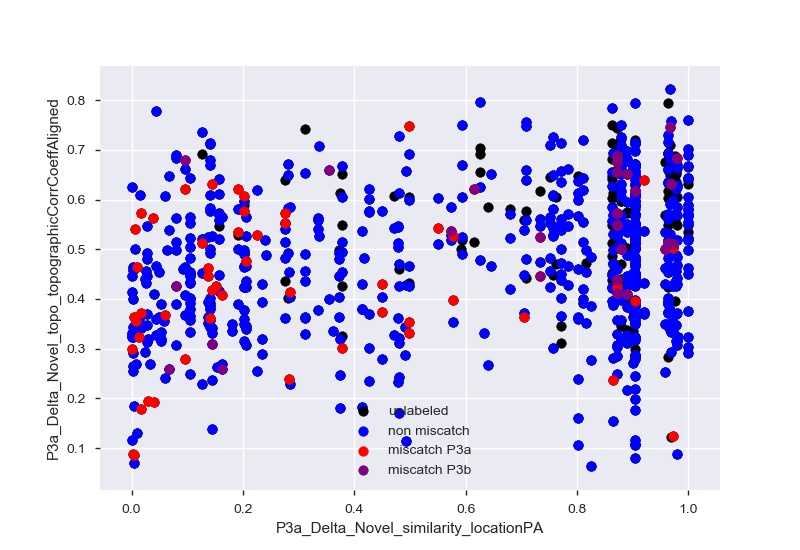 0.8
0.7
0.6
0.5
0.4
0.3
0.2
0.1
P3a_Delta_Novel_topo_topographicCorrCoeffAligned
unlabeled
non miscatch
miscatch P3a
miscatch P3b
0.0 0.2 0.4 0.6 0.8 1.0
P3a_Delta_Novel_similarity_locationPA